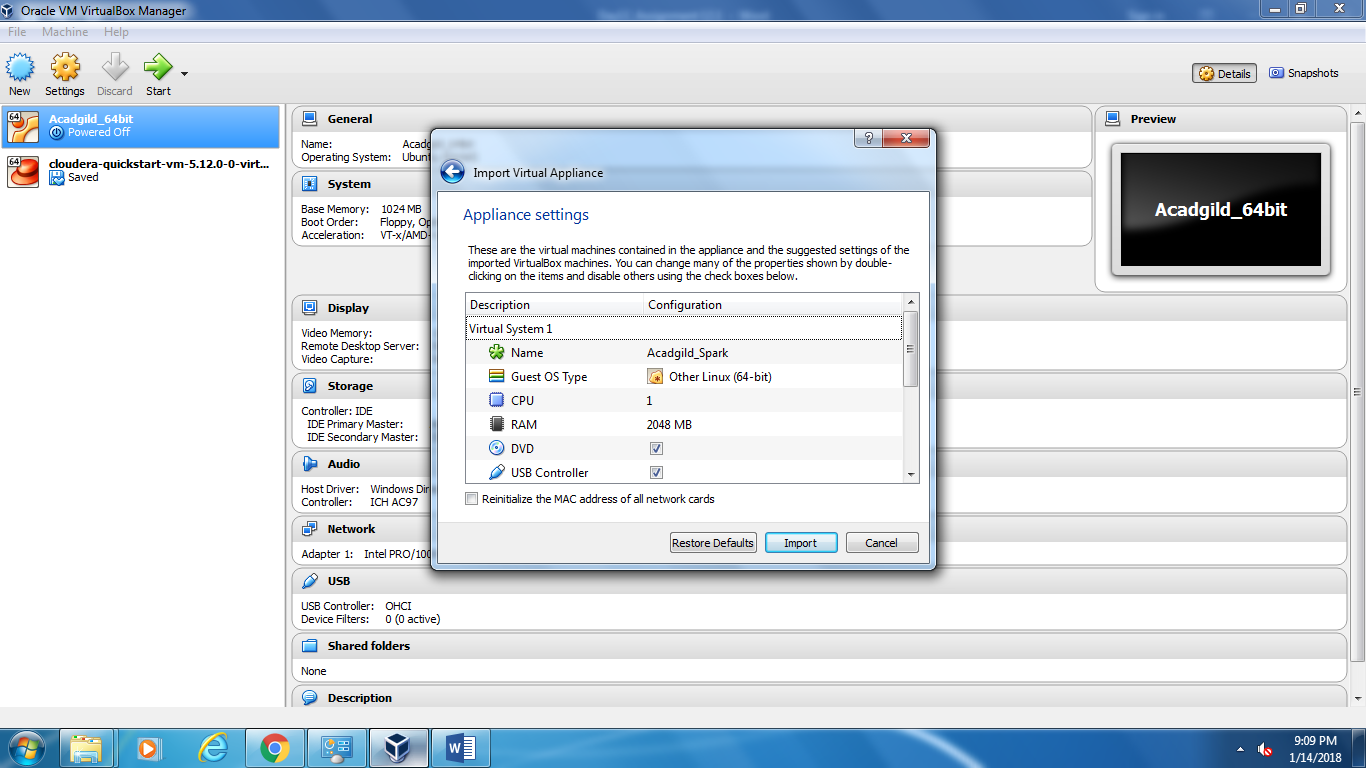 Oracle VM VirtualBox Manager
File Machine Help
New Settings Discard Start
Details Snapshots
64 Acadgild_64bit
Powered Off
64 cloudera-quickstart-vm-5.12.0-0-virt...
Saved
General
Name:
Operating System:
System
Base Memory: 1024 MB
Boot Order: Floppy,
Acceleration:
Display
Video Memory:
Remote Desktop Server:
Video Capture:
Storage
Controller: IDE
IDE Primary Master:
IDE Secondary Master:
Audio
Host Driver: Windows
Controller: ICH AC97
Network
Adapter 1: Intel
USB
USB Controller: OHCI
Device Filters: 0 (0 active)
Shared folders
None
Description
Preview
Acadgild_64bit
Import Virtual Appliance
Appliance settings
These are the virtual machines contained in the appliance and the suggested settings of the
imported VirtualBox machines. You can change many of the properties shown by double-
clicking on the items and disable others using the check boxes below.
Description Configuration
Virtual System 1
Name Acadgild_Spark
Guest OS Type Other Linux (64-bit)
CPU 1
RAM 2048 MB
DVD
USB Controller
Reinitialize the MAC address of all network cards
Restore Defaults Import Cancel
9:09 PM
1/14/2018